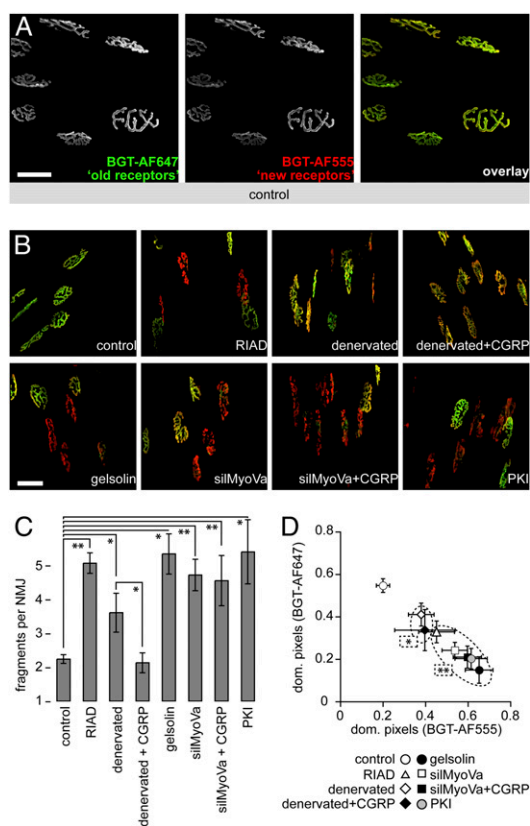 A
BGT-AF647
'old receptors'
BGT-AF555
'new receptors'
overlay
control
B
control
RIAD
denervated
denervated+CGRP
gelsolin
silMyoVa
silMyoVa+CGRP
PKI
C
fragments per NMJ
5
4
3
2
1
** * * * ** ** *
control
RIAD
denervated
denervated + CGRP
gelsolin
silMyoVa
silMyoVa + CGRP
PKI
D
dom. pixels (BGT-AF647)
0.8
0.6
0.4
0.2
0
*
**
0 0.2 0.4 0.6 0.8
dom. pixels (BGT-AF555)
control gelsolin
RIAD silMyoVa
denervated silMyoVa+CGRP
denervated+CGRP PKI